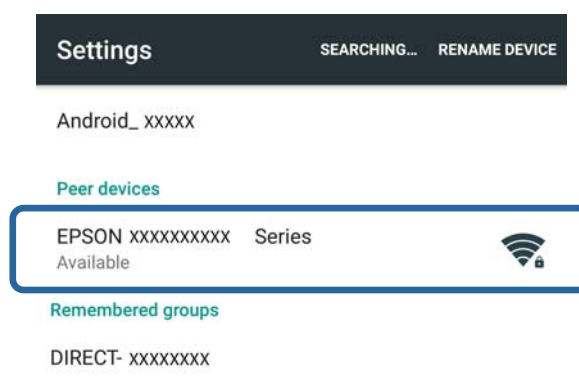 Settings SEARCHING... RENAME DEVICE
Android_ xxxxx
Peer devices
EPSON xxxxxxxxxx Series
Available
Remembered groups
DIRECT- xxxxxxxx